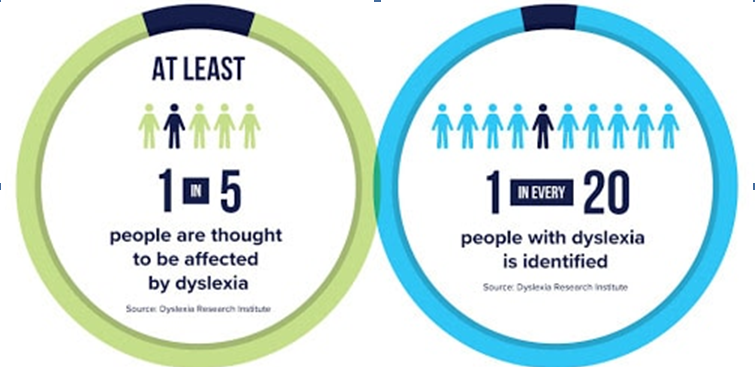 AT LEAST
1 IN 5
people are thought
to be affected
by dyslexia
Source: Dyslexia Research Institute
1 IN EVERY 20
people with dyslexia
is identified
Source: Dyslexia Research Institute